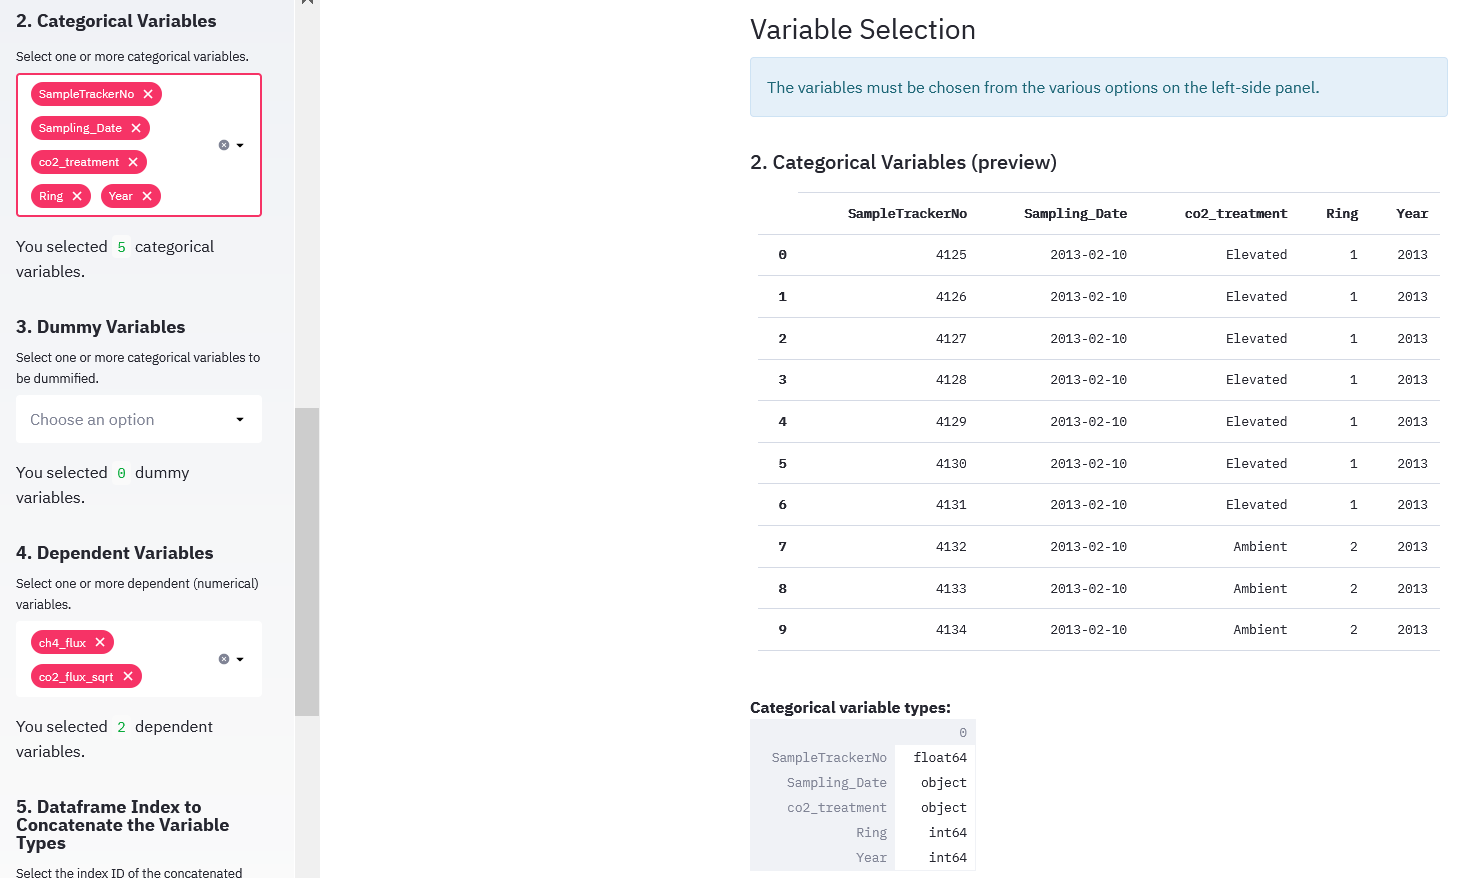 2. Categorical Variables
Select one or more categorical variables.
SampleTrackerNo
Sampling_Date
co2_treatment
Ring Year
You selected 5 categorical
variables.
3. Dummy Variables
Select one or more categorical variables to
be dummified.
Choose an option
You selected 0 dummy
variables.
4. Dependent Variables
Select one or more dependent (numerical)
variables.
ch4_flux
co2_flux_sqrt
You selected 2 dependent
variables.
5. Dataframe Index to
Concatenate the Variable
Types
Select the index ID of the concatenated
Variable Selection
The variables must be chosen from the various options on the left-side panel.
2. Categorical Variables (preview)
SampleTrackerNo Sampling_Date co2_treatment Ring Year
0 4125 2013-02-10 Elevated 1 2013
1 4126 2013-02-10 Elevated 1 2013
2 4127 2013-02-10 Elevated 1 2013
3 4128 2013-02-10 Elevated 1 2013
4 4129 2013-02-10 Elevated 1 2013
5 4130 2013-02-10 Elevated 1 2013
6 4131 2013-02-10 Elevated 1 2013
7 4132 2013-02-10 Ambient 2 2013
8 4133 2013-02-10 Ambient 2 2013
9 4134 2013-02-10 Ambient 2 2013
Categorical variable types:
0
SampleTrackerNo float64
Sampling_Date object
co2_treatment object
Ring int64
Year int64